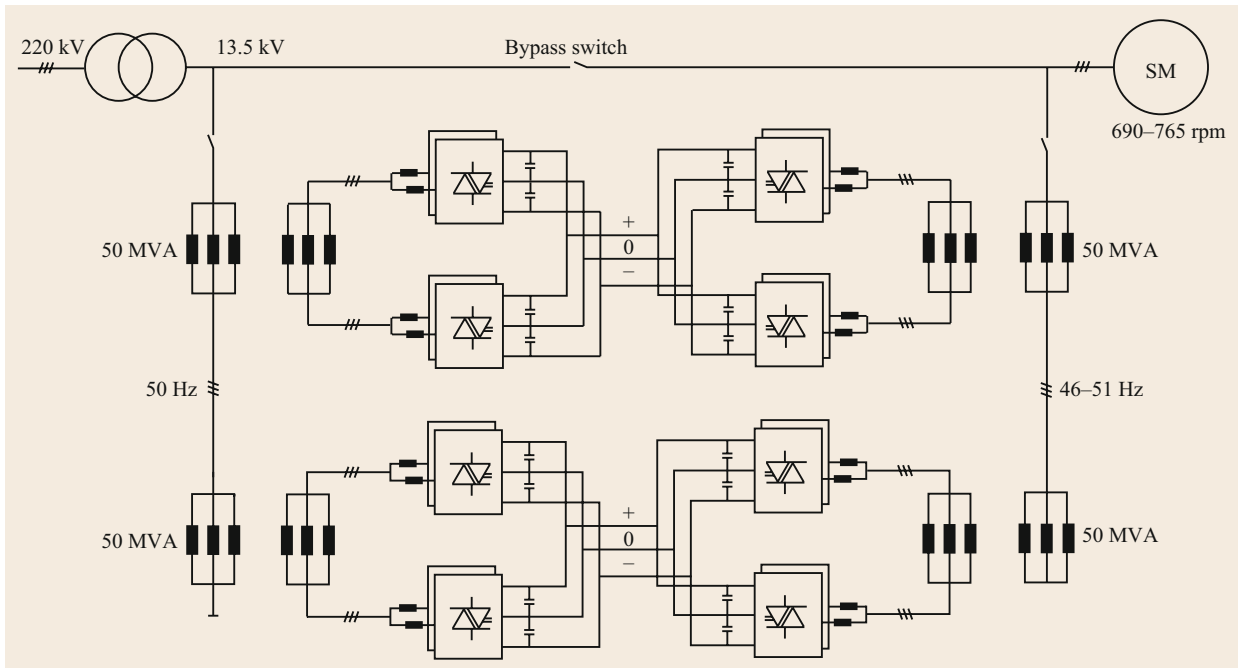 220 kV
13.5 kV
Bypass switch
SM
690–765 rpm
50 MVA
+
0
–
50 MVA
50 Hz
46–51 Hz
50 MVA
+
0
–
50 MVA